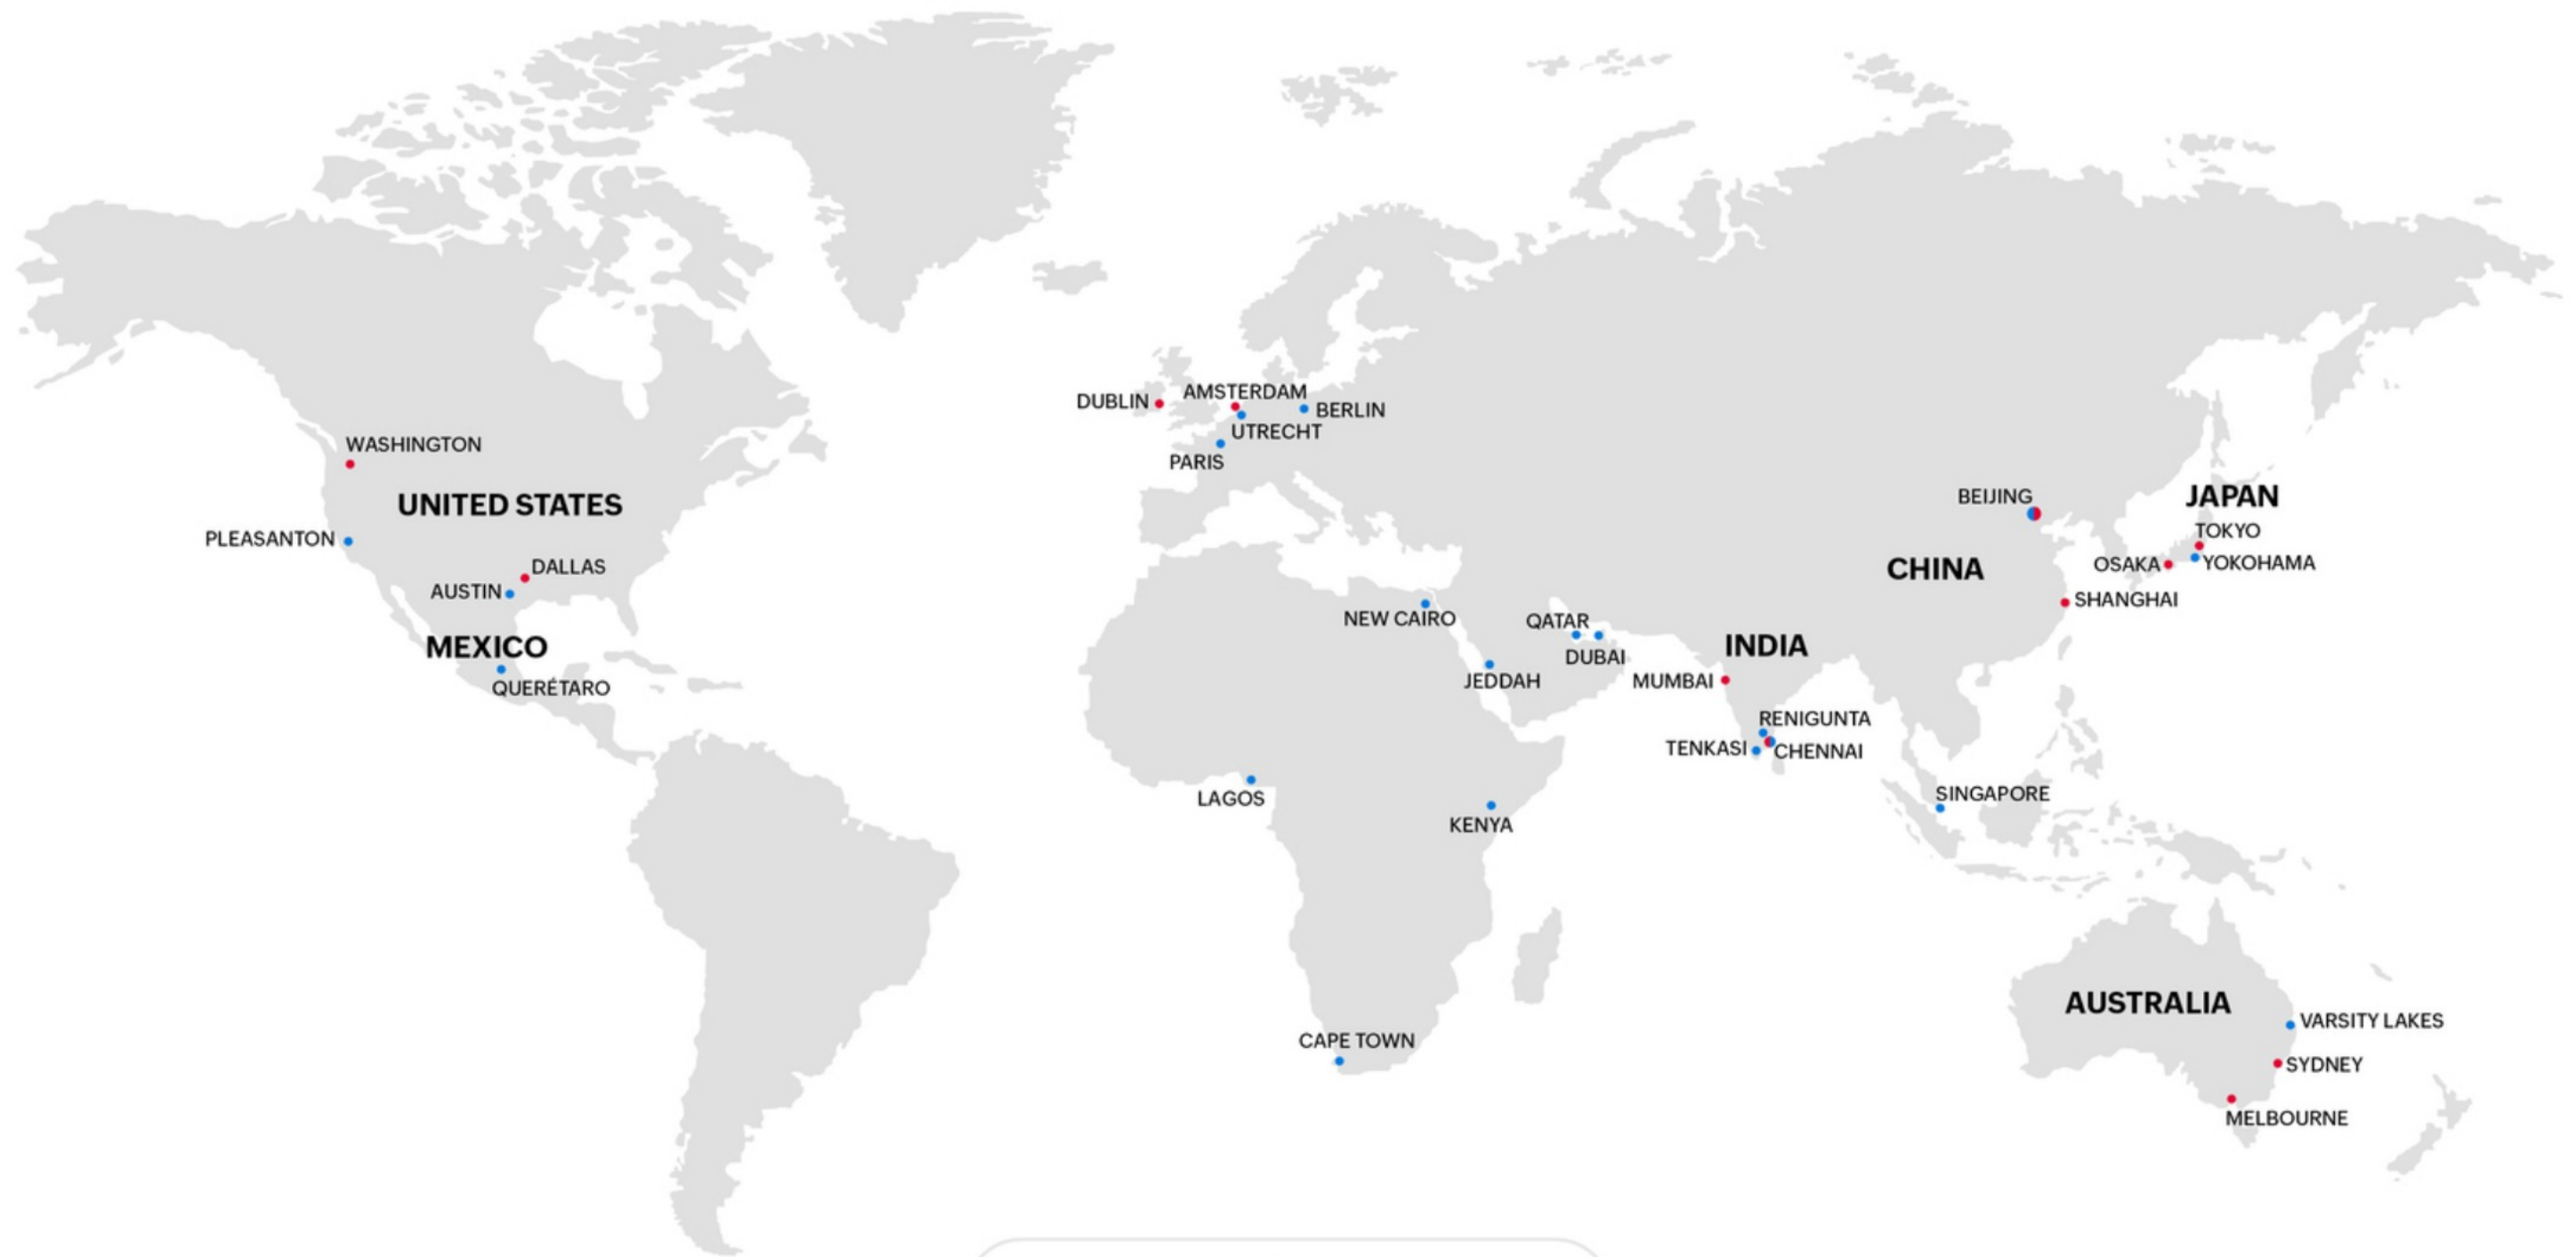 WASHINGTON
UNITED STATES
PLEASANTON
DALLAS
AUSTIN
MEXICO
QUERÉTARO
DUBLIN
AMSTERDAM
BERLIN
UTRECHT
PARIS
NEW CAIRO
QATAR
DUBAI
JEDDAH
LAGOS
KENYA
CAPE TOWN
INDIA
MUMBAI
RENIGUNTA
TENKASI
CHENNAI
BEIJING
CHINA
SHANGHAI
JAPAN
TOKYO
OSAKA
YOKOHAMA
SINGAPORE
AUSTRALIA
VARSITY LAKES
SYDNEY
MELBOURNE